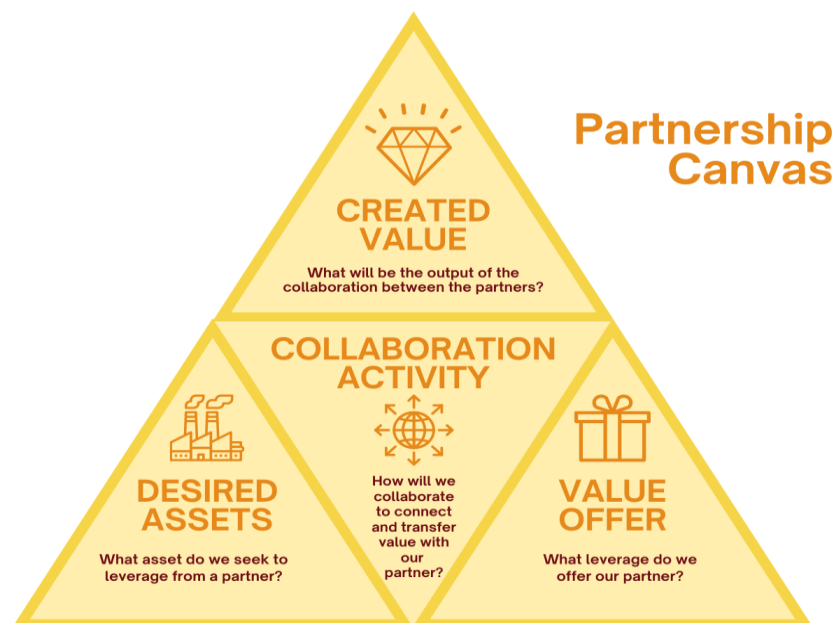 Partnership
Canvas
CREATED
VALUE
What will be the output of the
collaboration between the partners?
COLLABORATION
ACTIVITY
How will we
collaborate
to connect
and transfer
value with
our
partner?
DESIRED
ASSETS
What asset do we seek to
leverage from a partner?
VALUE
OFFER
What leverage do we
offer our partner?